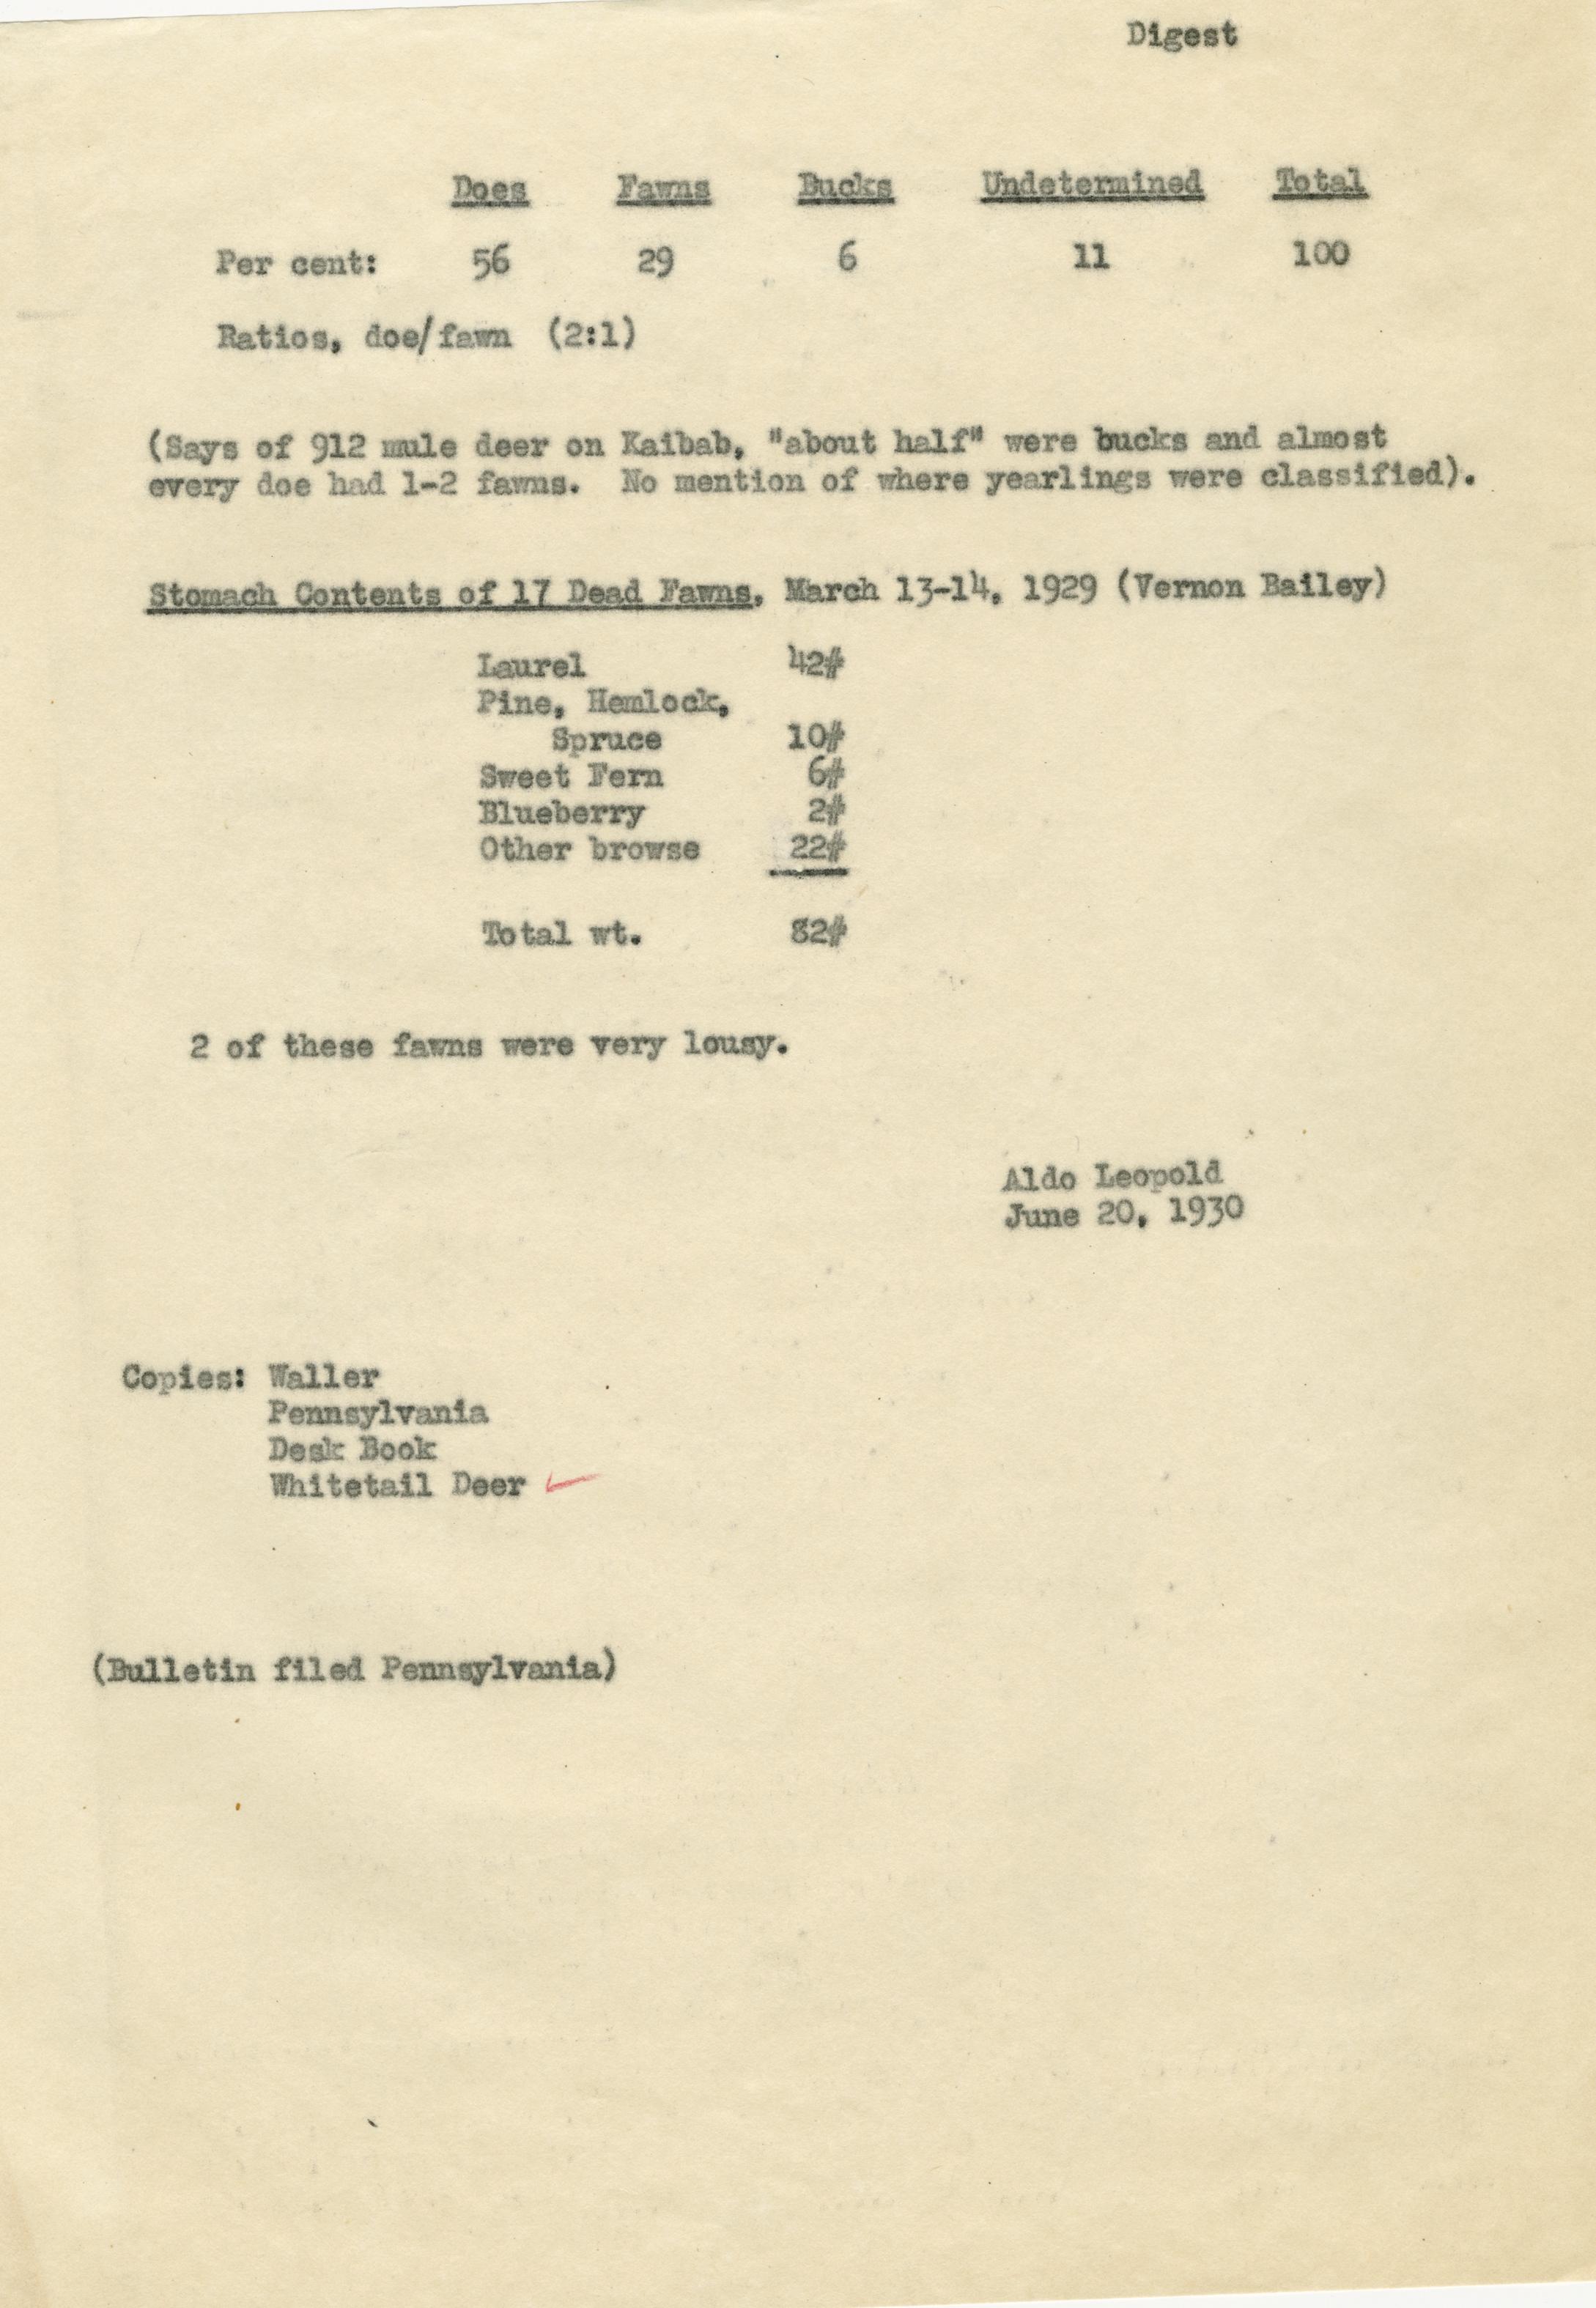 Digest
Does Fawns Bucks Undetermined Total
Per cent: 56 29 6 11 100
Ratios, doe/fawn (2:1)
(Says of 912 mule deer on Kaibab, "about half" were bucks and almost
every doe had 1-2 fawns. No mention of where yearlings were classified).
Stomach Contents of 17 Dead Fawns, March 13-14, 1929 (Vernon Bailey)
Laurel 42#
Pine, Hemlock,
Spruce 10#
Sweet Fern 6#
Blueberry 2#
Other browse 22#
Total wt. 82#
2 of these fawns were very lousy.
Aldo Leopold
June 20, 1930
Copies: Waller
Pennsylvania
Desk Book
Whitetail Deer ✓
(Bulletin filed Pennsylvania)